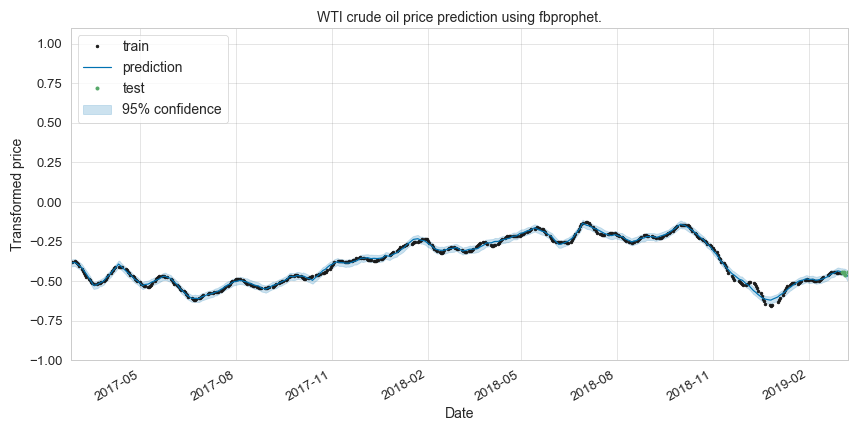 WTI crude oil price prediction using fbprophet.
train
prediction
test
95% confidence
Transformed price
1.00
0.75
0.50
0.25
0.00
−0.25
−0.50
−0.75
−1.00
2017-05
2017-08
2017-11
2018-02
2018-05
2018-08
2018-11
2019-02
Date